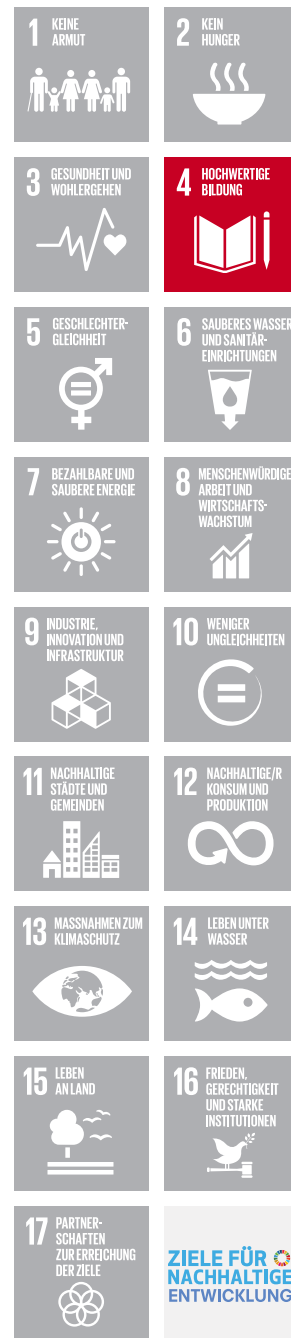 1 KEINE
ARMUT
2 KEIN
HUNGER
3 GESUNDHEIT UND
WOHLERGEHEN
4 HOCHWERTIGE
BILDUNG
5 GESCHLECHTER-
GLEICHHEIT
6 SAUBERES WASSER
UND SANITÄR-
EINRICHTUNGEN
7 BEZAHLBARE UND
SAUBERE ENERGIE
8 MENSCHENWÜRDIGE
ARBEIT UND
WIRTSCHAFTS-
WACHSTUM
9 INDUSTRIE,
INNOVATION UND
INFRASTRUKTUR
10 WENIGER
UNGLEICHHEITEN
11 NACHHALTIGE
STÄDTE UND
GEMEINDEN
12 NACHHALTIGE/R
KONSUM UND
PRODUKTION
13 MASSNAHMEN ZUM
KLIMASCHUTZ
14 LEBEN UNTER
WASSER
15 LEBEN
AN LAND
16 FRIEDEN,
GERECHTIGKEIT
UND STARKE
INSTITUTIONEN
17 PARTNER-
SCHAFTEN
ZUR ERREICHUNG
DER ZIELE
ZIELE FÜR
NACHHALTIGE
ENTWICKLUNG